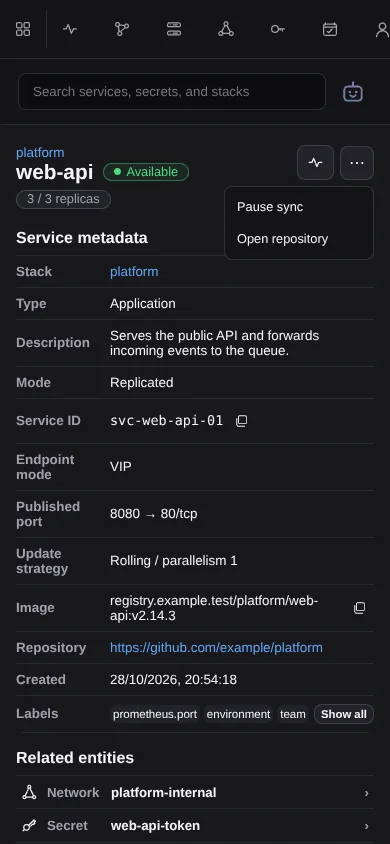 Search services, secrets, and stacks
platform
web-api
Available
3 / 3 replicas
Pause sync
Open repository
Service metadata
Stack platform
Type Application
Description Serves the public API and forwards
incoming events to the queue.
Mode Replicated
Service ID svc-web-api-01
Endpoint
mode VIP
Published
port 8080 → 80/tcp
Update
strategy Rolling / parallelism 1
Image registry.example.test/platform/web-
api:v2.14.3
Repository https://github.com/example/platform
Created 28/10/2026, 20:54:18
Labels prometheus.port environment team Show all
Related entities
Network platform-internal ›
Secret web-api-token ›